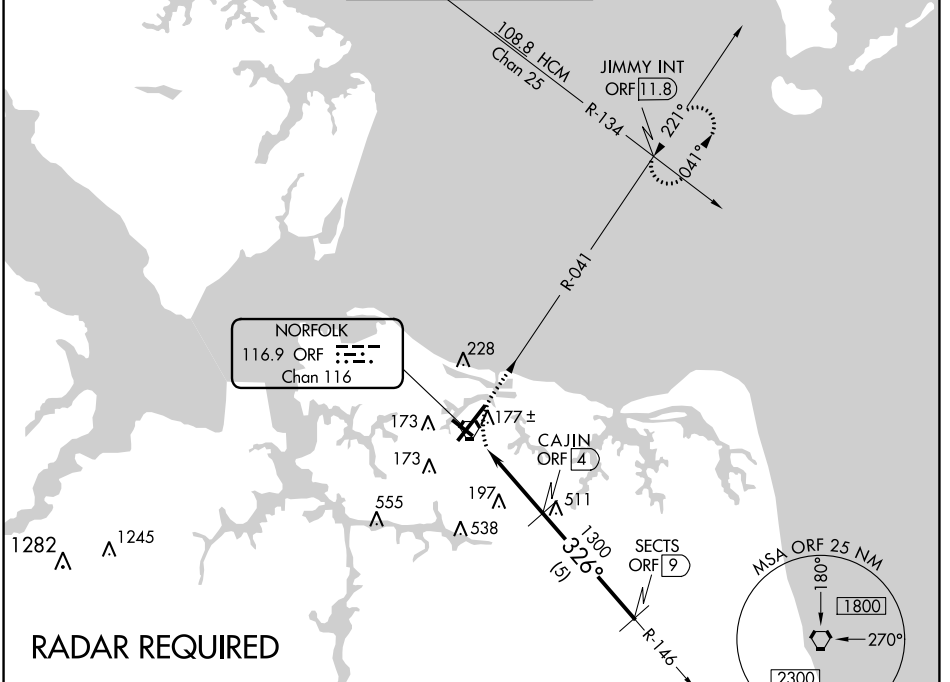 108.8 HCM
Chan 25
R-134
JIMMY INT
ORF 11.8
221°
041°
R-041
NORFOLK
116.9 ORF
Chan 116
228
173
177 ±
173
CAJIN
ORF 4
197
511
555
538
1282
1245
1300
326°
(5)
SECTS
ORF 9
R-146
MSA ORF 25 NM
180°
1800
270°
2300
RADAR REQUIRED